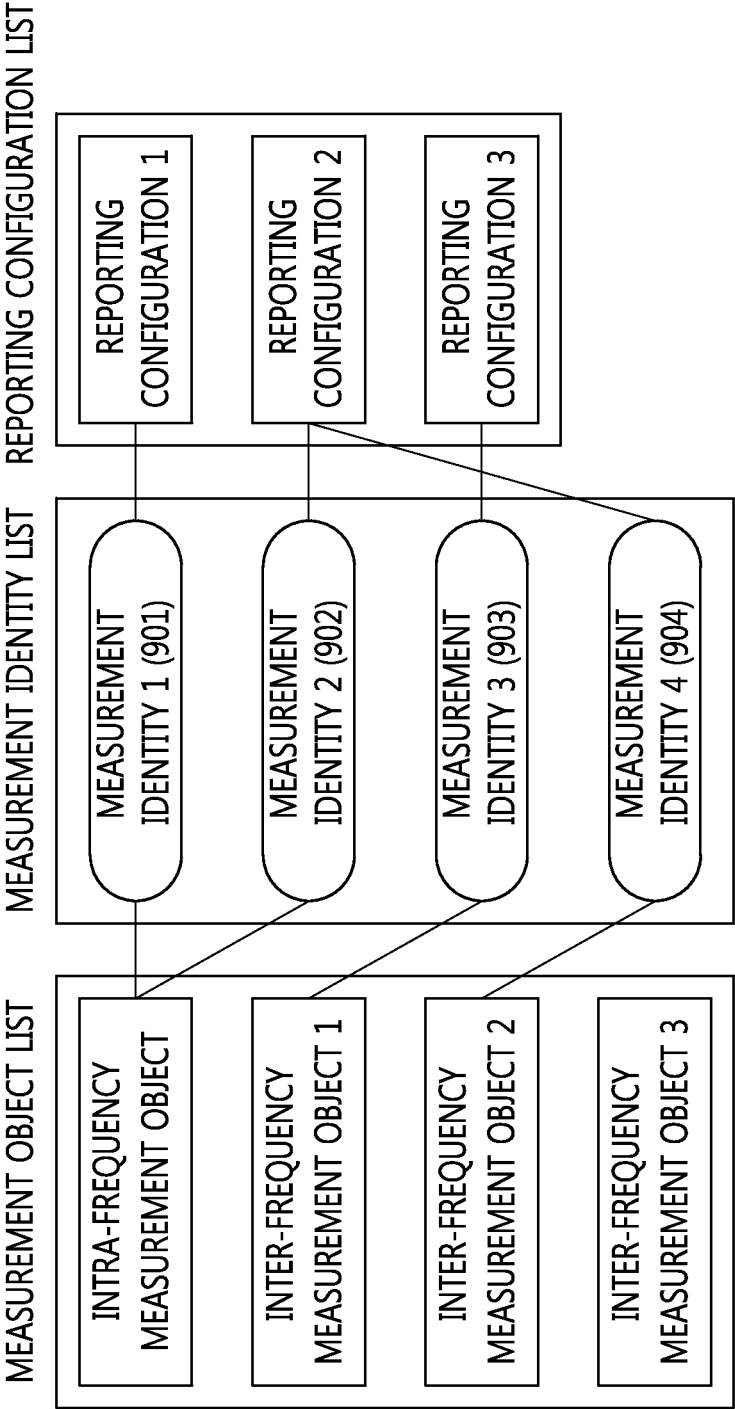 MEASUREMENT OBJECT LIST
INTRA-FREQUENCY
MEASUREMENT OBJECT
INTER-FREQUENCY
MEASUREMENT OBJECT 1
INTER-FREQUENCY
MEASUREMENT OBJECT 2
INTER-FREQUENCY
MEASUREMENT OBJECT 3
MEASUREMENT IDENTITY LIST
MEASUREMENT
IDENTITY 1 (901)
MEASUREMENT
IDENTITY 2 (902)
MEASUREMENT
IDENTITY 3 (903)
MEASUREMENT
IDENTITY 4 (904)
REPORTING CONFIGURATION LIST
REPORTING
CONFIGURATION 1
REPORTING
CONFIGURATION 2
REPORTING
CONFIGURATION 3